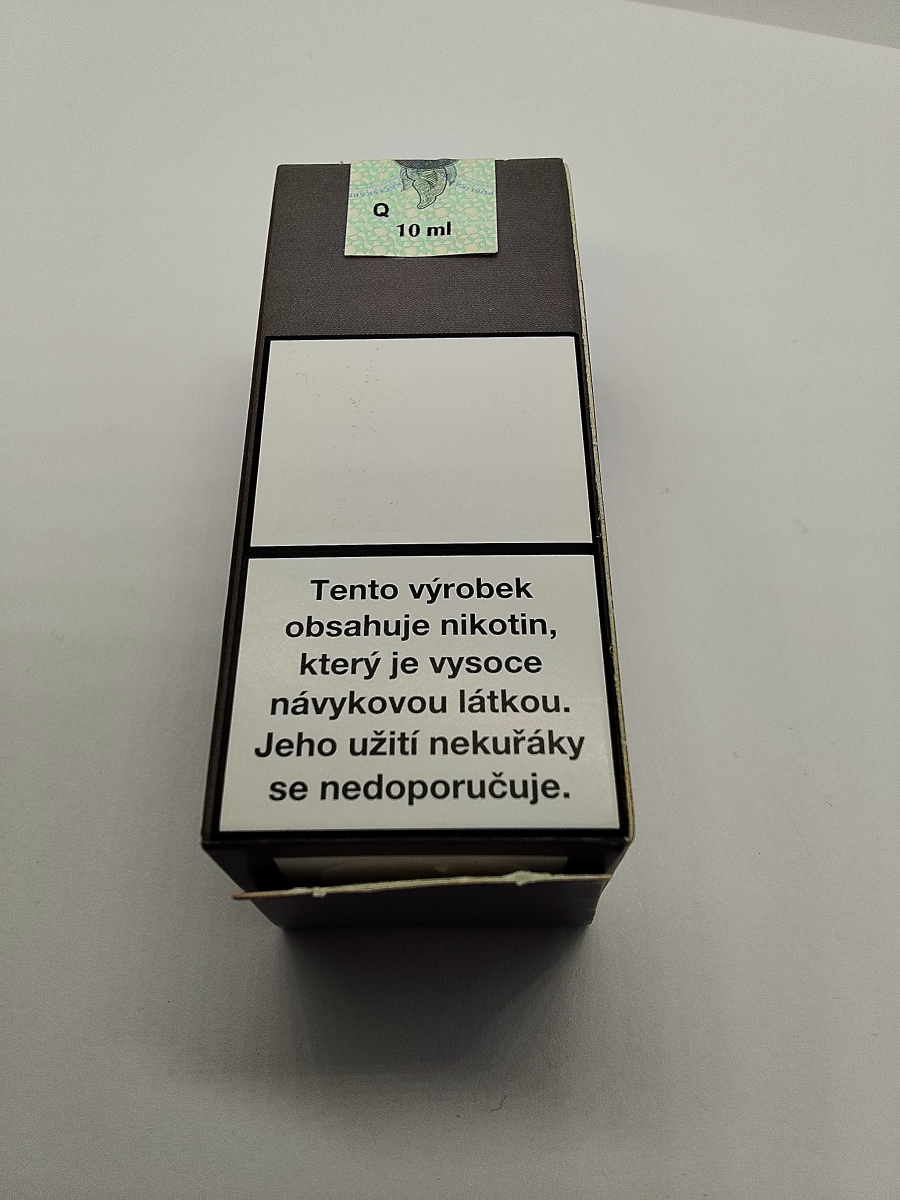 Q
10 ml
Tento výrobek
obsahuje nikotin,
který je vysoce
návykovou látkou.
Jeho užití nekuřáky
se nedoporučuje.